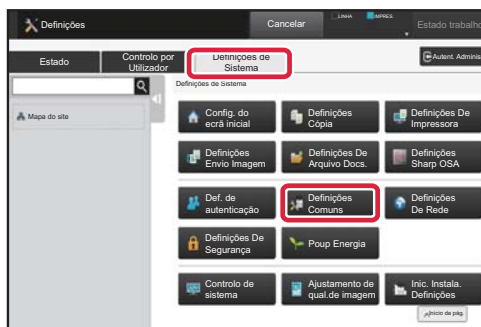 Definições
Cancelar
LINHA
IMPRES.
Estado trabalho
Estado
Controlo por
Utilizador
Definições de
Sistema
Autent. Adminis
Definições de Sistema
Mapa do site
Config. do
ecrã inicial
Definições
Cópia
Definições De
Impressora
Definições
Envio Imagem
Definições De
Arquivo Docs.
Definições
Sharp OSA
Def. de
autenticação
Definições
Comuns
Definições
De Rede
Definições De
Segurança
Poup Energia
Controlo de
sistema
Ajustamento de
qual.de imagem
Inic. Instala.
Definições
Início de pág.